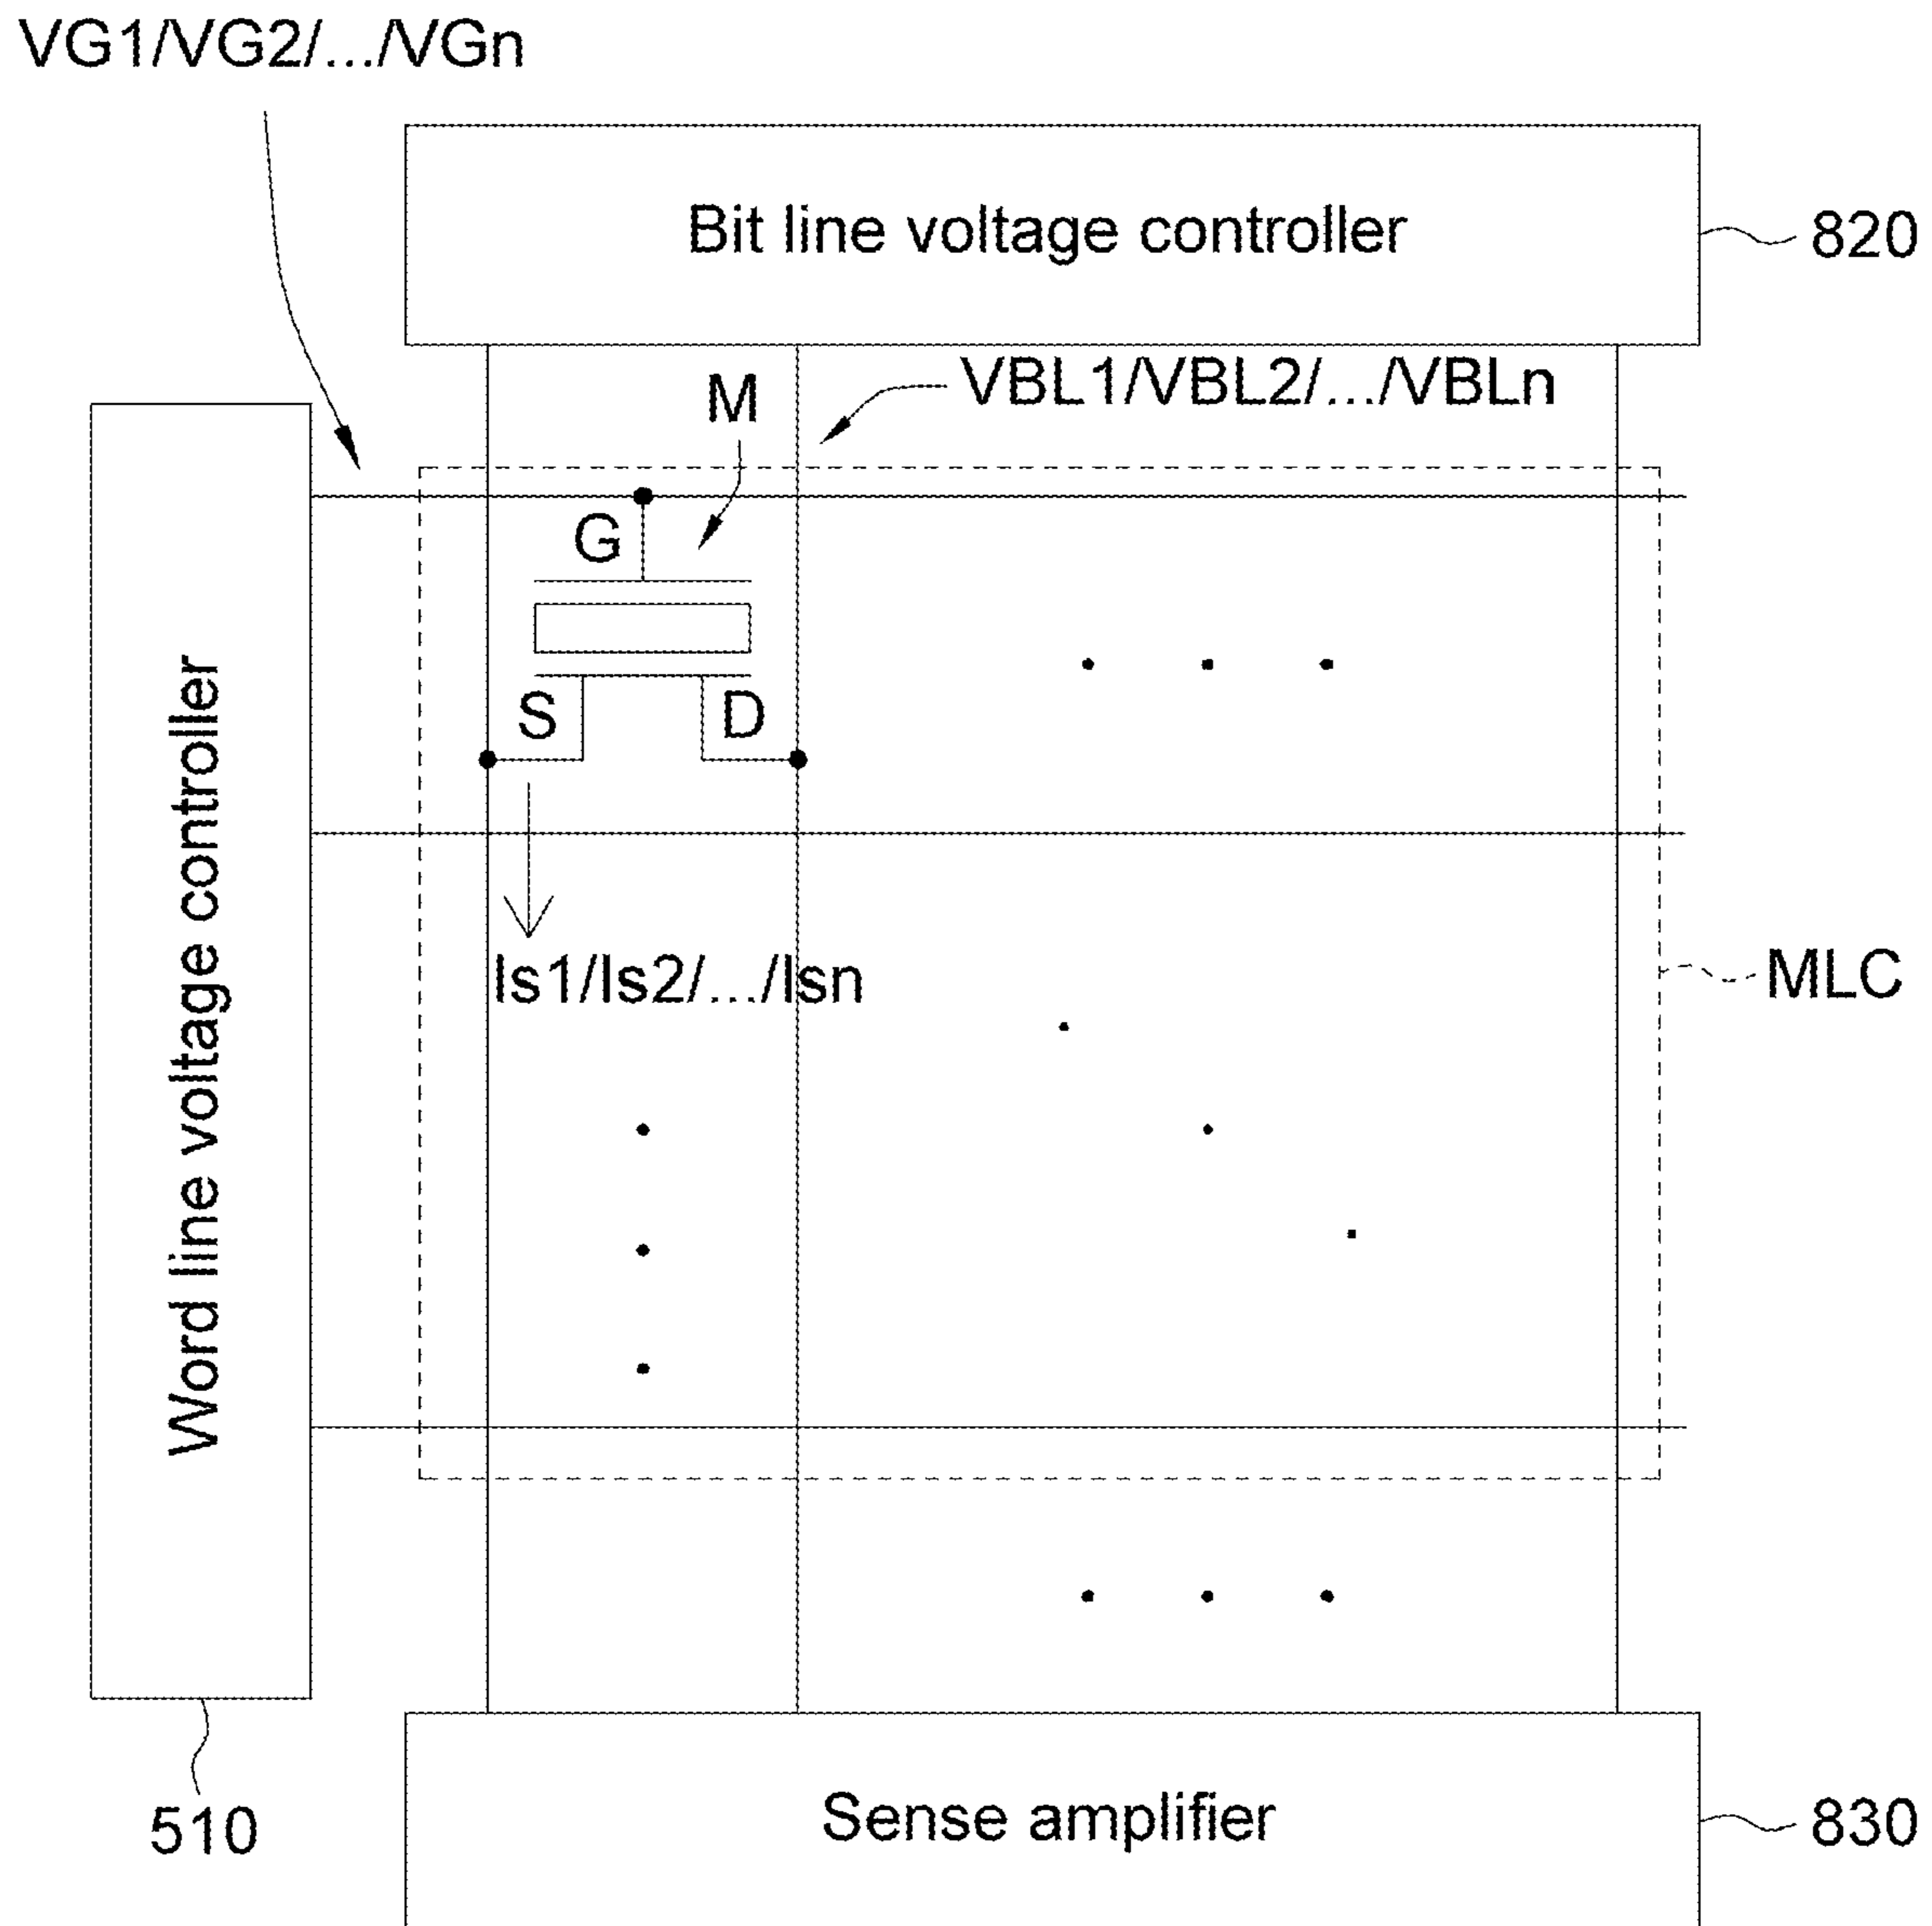 VG1/VG2/.../VGn
Bit line voltage controller
820
VBL1/VBL2/.../VBLn
M
G
S
D
Word line voltage controller
Is1/Is2/.../Isn
MLC
510
Sense amplifier
830